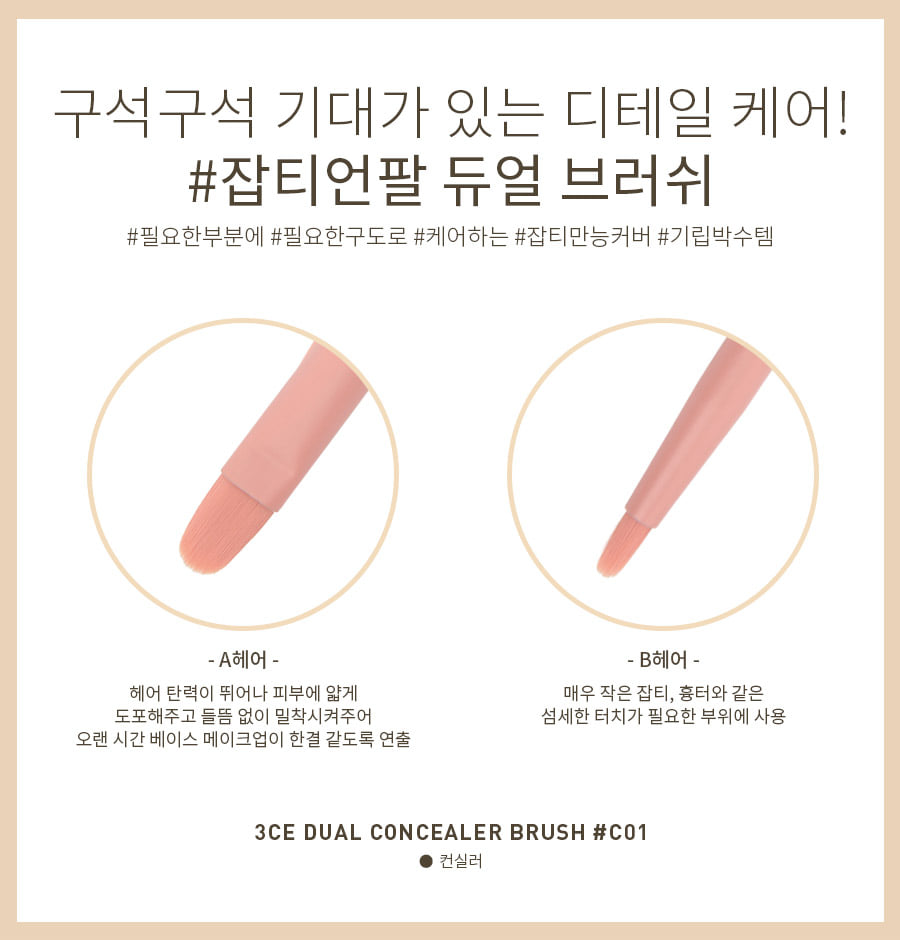 구석구석 기대가 있는 디테일 케어!
#잡티언팔 듀얼 브러쉬
#필요한부분에 #필요한구도로 #케어하는 #잡티만능커버 #기립박수템
- A헤어 -
헤어 탄력이 뛰어나 피부에 얇게
도포해주고 들뜸 없이 밀착시켜주어
오랜 시간 베이스 메이크업이 한결 같도록 연출
- B헤어 -
매우 작은 잡티, 흉터와 같은
섬세한 터치가 필요한 부위에 사용
3CE DUAL CONCEALER BRUSH #C01
● 컨실러